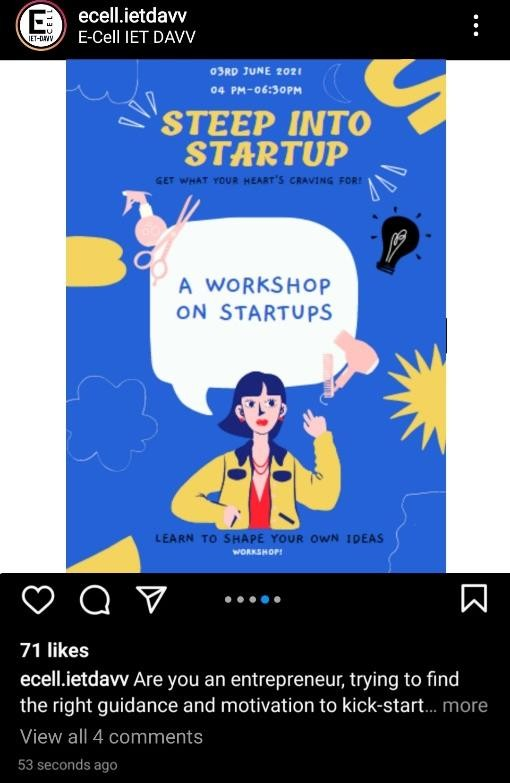 E
CELL
IET-DAVV
ecell.ietdavv
E-Cell IET DAVV
03RD JUNE 2021
04 PM-06:30PM
STEEP INTO
STARTUP
GET WHAT YOUR HEART'S CRAVING FOR!
A WORKSHOP
ON STARTUPS
LEARN TO SHAPE YOUR OWN IDEAS
WORKSHOP!
71 likes
ecell.ietdavv Are you an entrepreneur, trying to find
the right guidance and motivation to kick-start... more
View all 4 comments
53 seconds ago